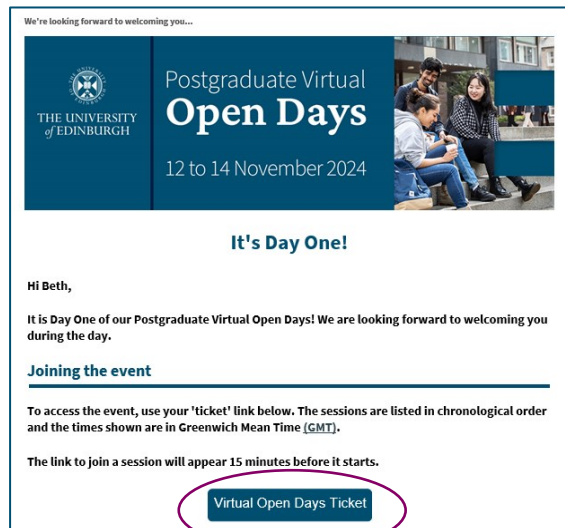 We're looking forward to welcoming you...
THE UNIVERSITY
of EDINBURGH
Postgraduate Virtual
Open Days
12 to 14 November 2024
It's Day One!
Hi Beth,
It is Day One of our Postgraduate Virtual Open Days! We are looking forward to welcoming you
during the day.
Joining the event
To access the event, use your 'ticket' link below. The sessions are listed in chronological order
and the times shown are in Greenwich Mean Time (GMT).
The link to join a session will appear 15 minutes before it starts.
Virtual Open Days Ticket